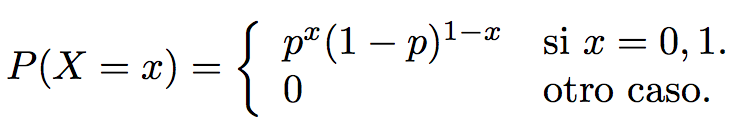 P(X = x) = { p^x(1 − p)^{1−x} si x = 0, 1.
0 otro caso.